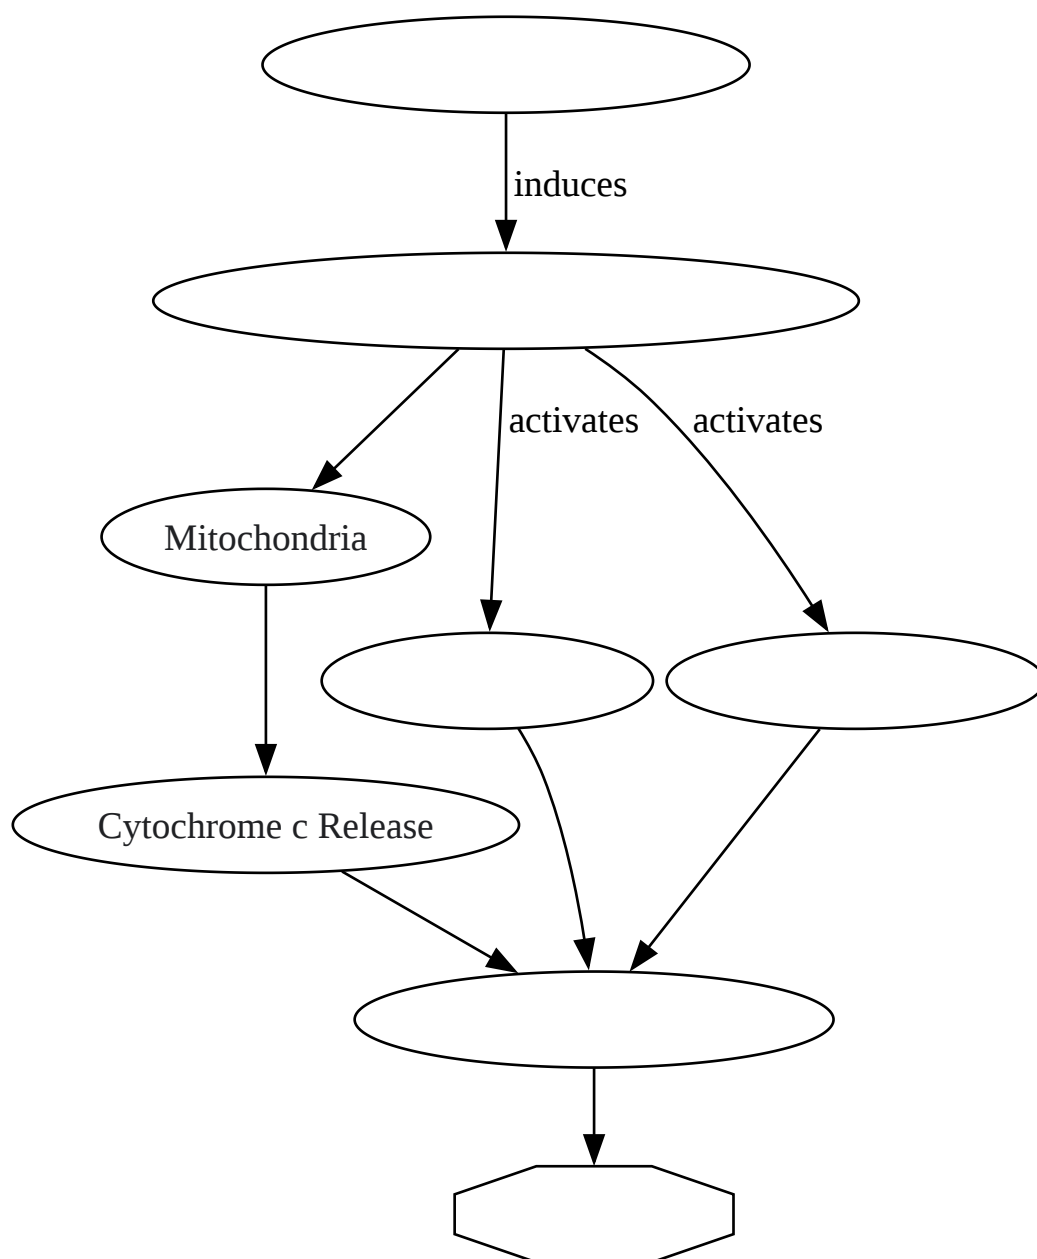 induces
activates
activates
Mitochondria
Cytochrome c Release